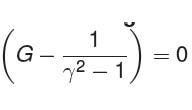 (G − 1/(γ² − 1)) = 0